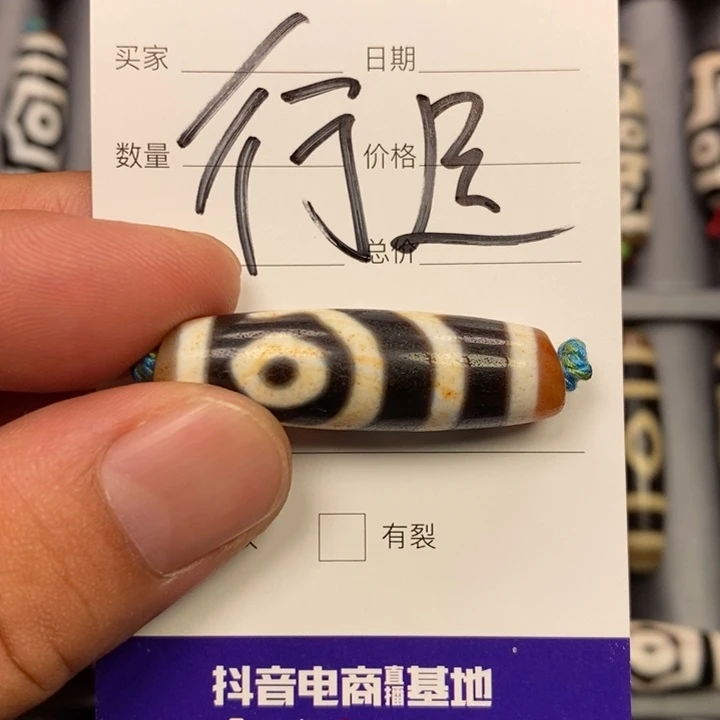 买家 日期
数量 价格
行
总价
有裂
抖音电商直播基地